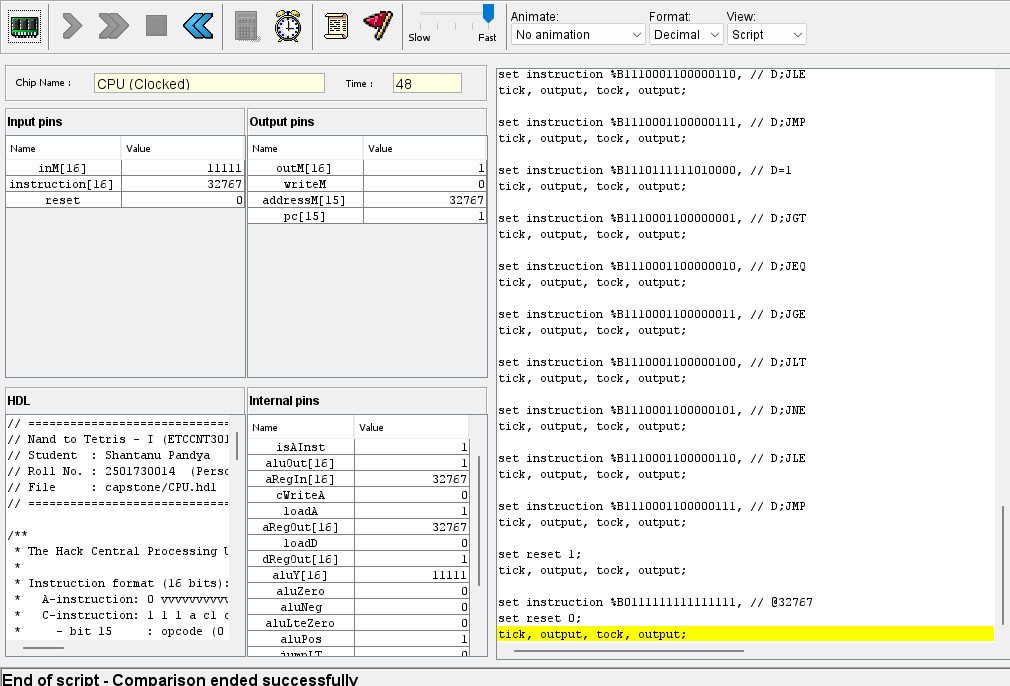 Animate:
Format:
View:
Slow
Fast
No animation
Decimal
Script
Chip Name :
CPU (Clocked)
Time :
48
Input pins
Name
Value
inM[16]
11111
instruction[16]
32767
reset
0
Output pins
Name
Value
outM[16]
1
writeM
0
addressM[15]
32767
pc[15]
1
HDL
// ==============================
// Nand to Tetris - I (ETCCNT301
// Student : Shantanu Pandya
// Roll No. : 2501730014 (Perso
// File : capstone/CPU.hdl
// ==============================
/**
* The Hack Central Processing U
*
* Instruction format (16 bits):
* A-instruction: 0 vvvvvvvvvv
* C-instruction: 1 1 1 a c1 c
* - bit 15 : opcode (0
Internal pins
Name
Value
isAInst
1
aluOut[16]
1
aRegIn[16]
32767
cWriteA
0
loadA
1
aRegOut[16]
32767
loadD
0
dRegOut[16]
1
aluY[16]
11111
aluZero
0
aluNeg
0
aluLteZero
0
aluPos
1
jumpLT
0
set instruction %B1110001100000110, // D;JLE
tick, output, tock, output;
set instruction %B1110001100000111, // D;JMP
tick, output, tock, output;
set instruction %B1110111111010000, // D=1
tick, output, tock, output;
set instruction %B1110001100000001, // D;JGT
tick, output, tock, output;
set instruction %B1110001100000010, // D;JEQ
tick, output, tock, output;
set instruction %B1110001100000011, // D;JGE
tick, output, tock, output;
set instruction %B1110001100000100, // D;JLT
tick, output, tock, output;
set instruction %B1110001100000101, // D;JNE
tick, output, tock, output;
set instruction %B1110001100000110, // D;JLE
tick, output, tock, output;
set instruction %B1110001100000111, // D;JMP
tick, output, tock, output;
set reset 1;
tick, output, tock, output;
set instruction %B0111111111111111, // @32767
set reset 0;
tick, output, tock, output;
End of script - Comparison ended successfully